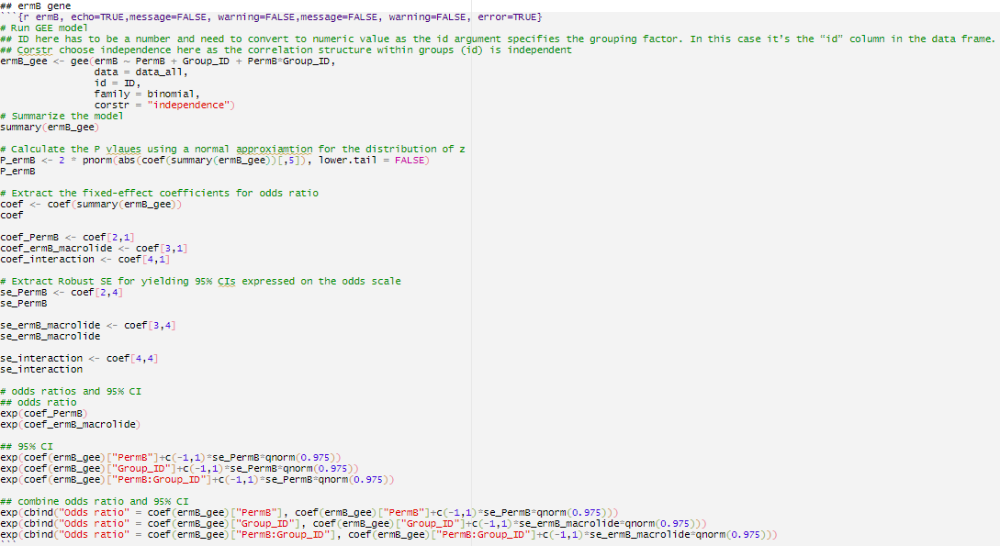 ## ermB gene
```{r ermB, echo=TRUE,message=FALSE, warning=FALSE,message=FALSE, warning=FALSE, error=TRUE}
# Run GEE model
## ID here has to be a number and need to convert to numeric value as the id argument specifies the grouping factor. In this case it’s the “id” column in the data frame.
## Corstr choose independence here as the correlation structure within groups (id) is independent
ermB_gee <- gee(ermB ~ PermB + Group_ID + PermB*Group_ID,
data = data_all,
id = ID,
family = binomial,
constr = "independence")
# Summarize the model
summary(ermB_gee)
# Calculate the P vlaues using a normal approxiamtion for the distribution of z
P_ermB <- 2 * pnorm(abs(coef(summary(ermB_gee))[,5]), lower.tail = FALSE)
P_ermB
# Extract the fixed-effect coefficients for odds ratio
coef <- coef(summary(ermB_gee))
coef
coef_PermB <- coef[2,1]
coef_ermB_macrolide <- coef[3,1]
coef_interaction <- coef[4,1]
# Extract Robust SE for yielding 95% CIs expressed on the odds scale
se_PermB <- coef[2,4]
se_PermB
se_ermB_macrolide <- coef[3,4]
se_ermB_macrolide
se_interaction <- coef[4,4]
se_interaction
# odds ratios and 95% CI
## odds ratio
exp(coef_PermB)
exp(coef_ermB_macrolide)
## 95% CI
exp(coef(ermB_gee)["PermB"]+c(-1,1)*se_PermB*qnorm(0.975))
exp(coef(ermB_gee)["Group_ID"]+c(-1,1)*se_PermB*qnorm(0.975))
exp(coef(ermB_gee)["PermB:Group_ID"]+c(-1,1)*se_PermB*qnorm(0.975))
## combine odds ratio and 95% CI
exp(cbind("Odds ratio" = coef(ermB_gee)["PermB"], coef(ermB_gee)["PermB"]+c(-1,1)*se_PermB*qnorm(0.975)))
exp(cbind("Odds ratio" = coef(ermB_gee)["Group_ID"], coef(ermB_gee)["Group_ID"]+c(-1,1)*se_ermB_macrolide*qnorm(0.975)))
exp(cbind("Odds ratio" = coef(ermB_gee)["PermB:Group_ID"], coef(ermB_gee)["PermB:Group_ID"]+c(-1,1)*se_ermB_macrolide*qnorm(0.975)))
```